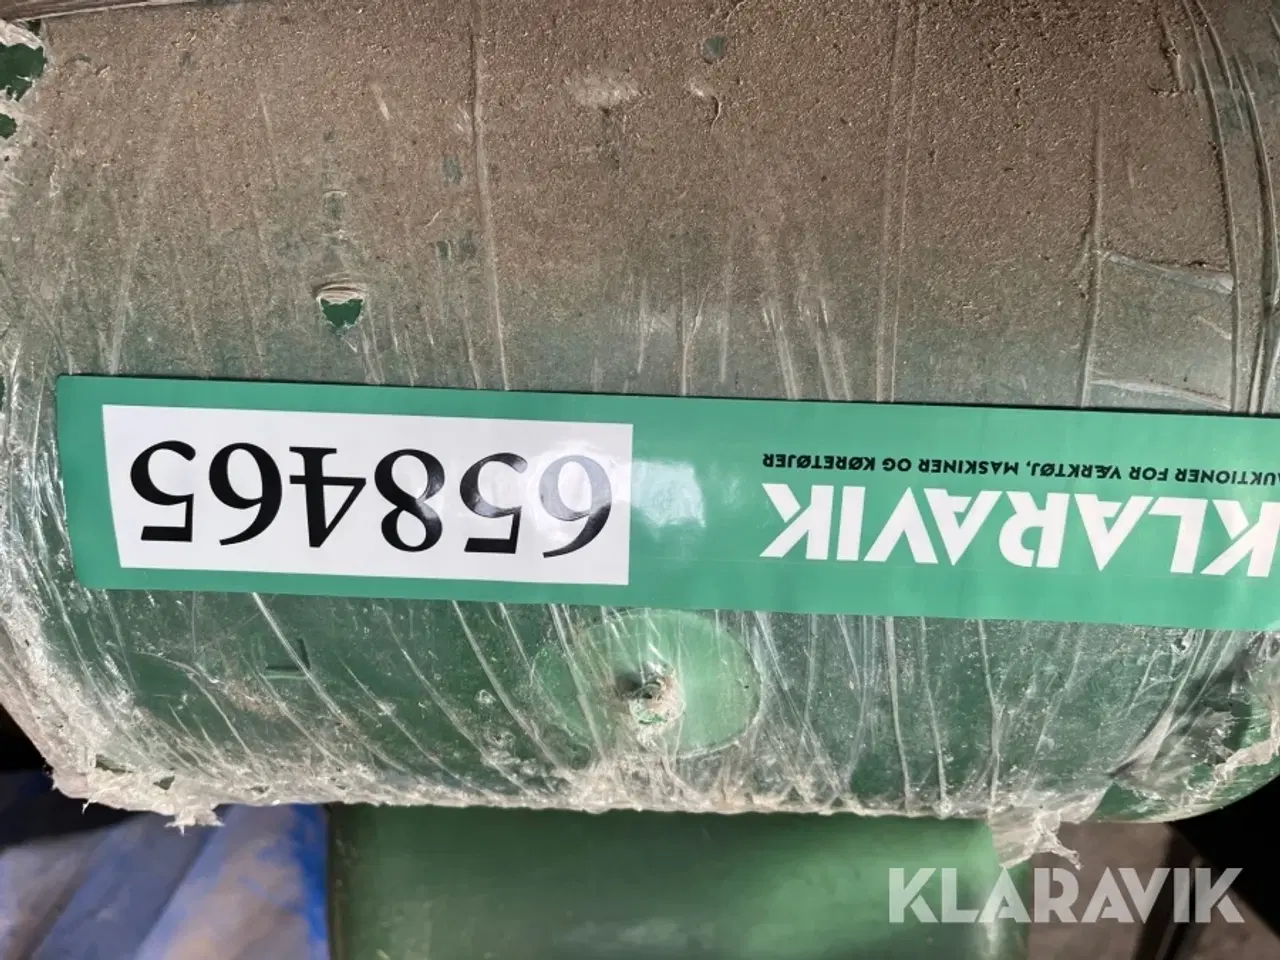 KLARAVIK
AUKTIONER FOR VÆRKTØJ, MASKINER OG KØRETØJER
658465
KLARAVIK